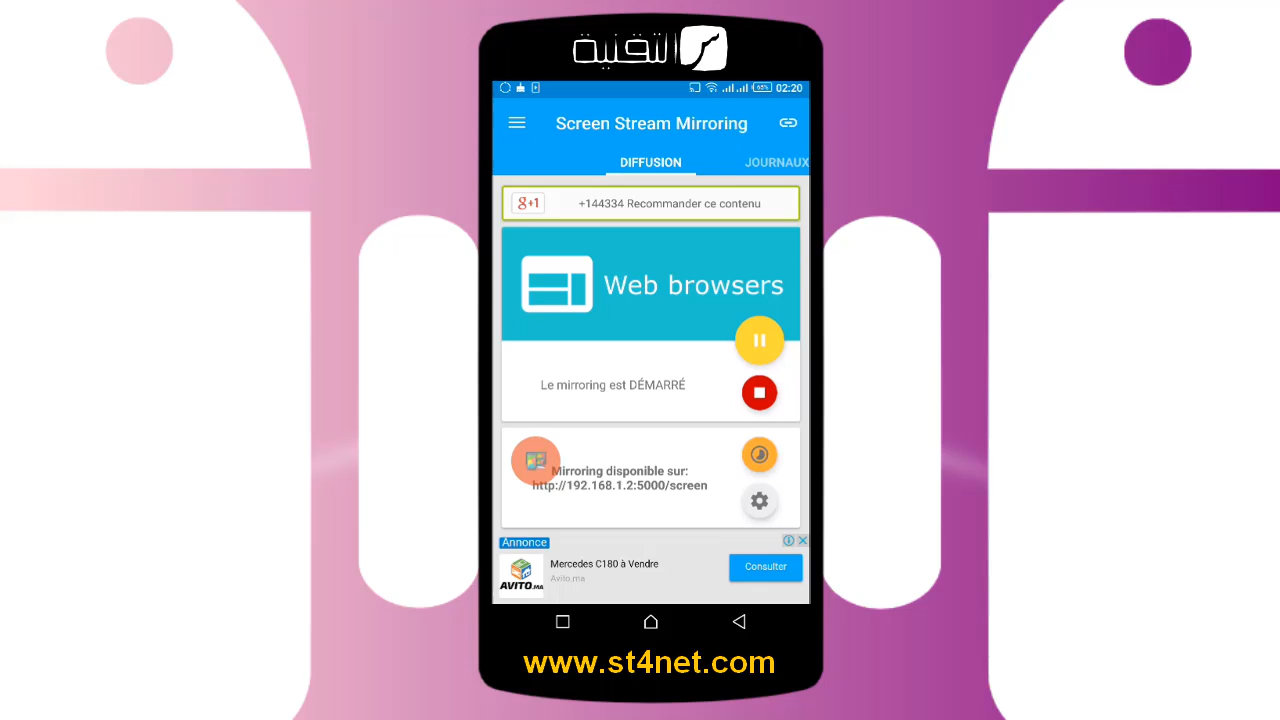 التقنية
65% 02:20
Screen Stream Mirroring
DIFFUSION JOURNAUX
g+1 +144334 Recommander ce contenu
Web browsers
Le mirroring est DÉMARRÉ
Mirroring disponible sur:
http://192.168.1.2:5000/screen
Annonce
Mercedes C180 à Vendre
Avito.ma
AVITO.MA
Consulter
www.st4net.com